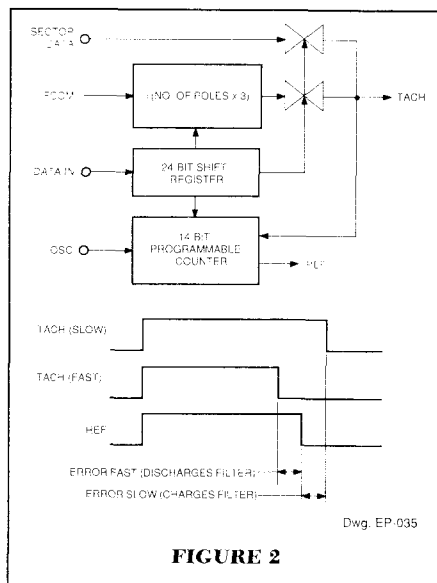 SECTOR
DATA
FCOM
÷(NO. OF POLES x 3)
TACH
DATA IN
24 BIT SHIFT
REGISTER
OSC
14 BIT
PROGRAMMABLE
COUNTER
REF
TACH (SLOW)
TACH (FAST)
REF
ERROR FAST (DISCHARGES FILTER)
ERROR SLOW (CHARGES FILTER)
Dwg. EP-035
FIGURE 2